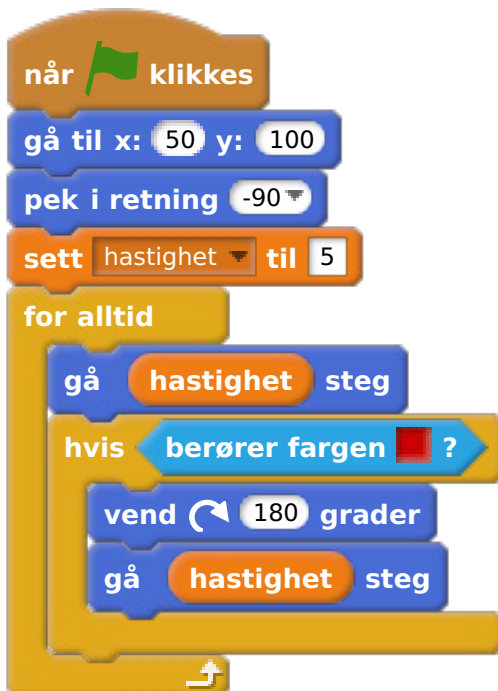 når klikkes
gå til x: 50 y: 100
pek i retning -90
sett hastighet til 5
for alltid
gå hastighet steg
hvis berører fargen ?
vend 180 grader
gå hastighet steg